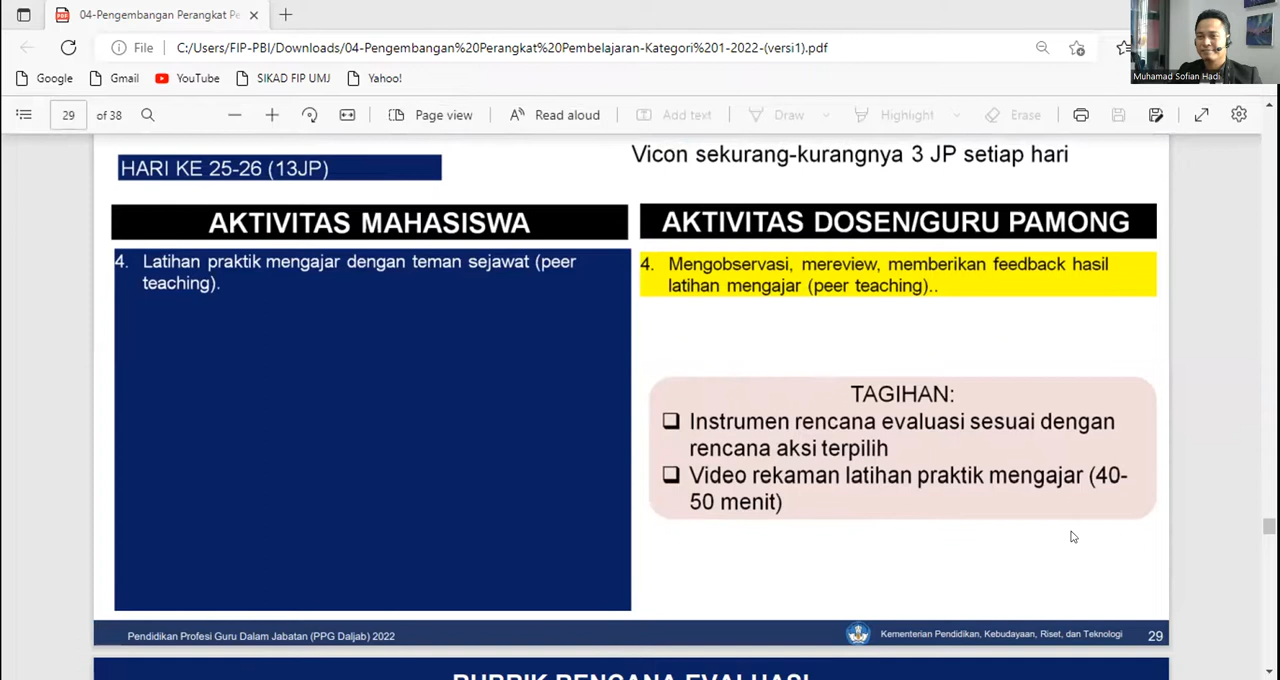 04-Pengembangan Perangkat Pe
File
C:/Users/FIP-PBI/Downloads/04-Pengembangan%20Perangkat%20Pembelajaran-Kategori%201-2022-(versi1).pdf
Muhamad Sofian Hadi
Google
Gmail
YouTube
SIKAD FIP UMJ
Yahoo!
29
of 38
Page view
Read aloud
Add text
Draw
Highlight
Erase
HARI KE 25-26 (13JP)
Vicon sekurang-kurangnya 3 JP setiap hari
AKTIVITAS MAHASISWA
4. Latihan praktik mengajar dengan teman sejawat (peer
teaching).
AKTIVITAS DOSEN/GURU PAMONG
4. Mengobservasi, mereview, memberikan feedback hasil
latihan mengajar (peer teaching)..
TAGIHAN:
❑ Instrumen rencana evaluasi sesuai dengan
rencana aksi terpilih
❑ Video rekaman latihan praktik mengajar (40-
50 menit)
Pendidikan Profesi Guru Dalam Jabatan (PPG Daljab) 2022
Kementerian Pendidikan, Kebudayaan, Riset, dan Teknologi
29
RUBRIK RENCANA EVALUASI